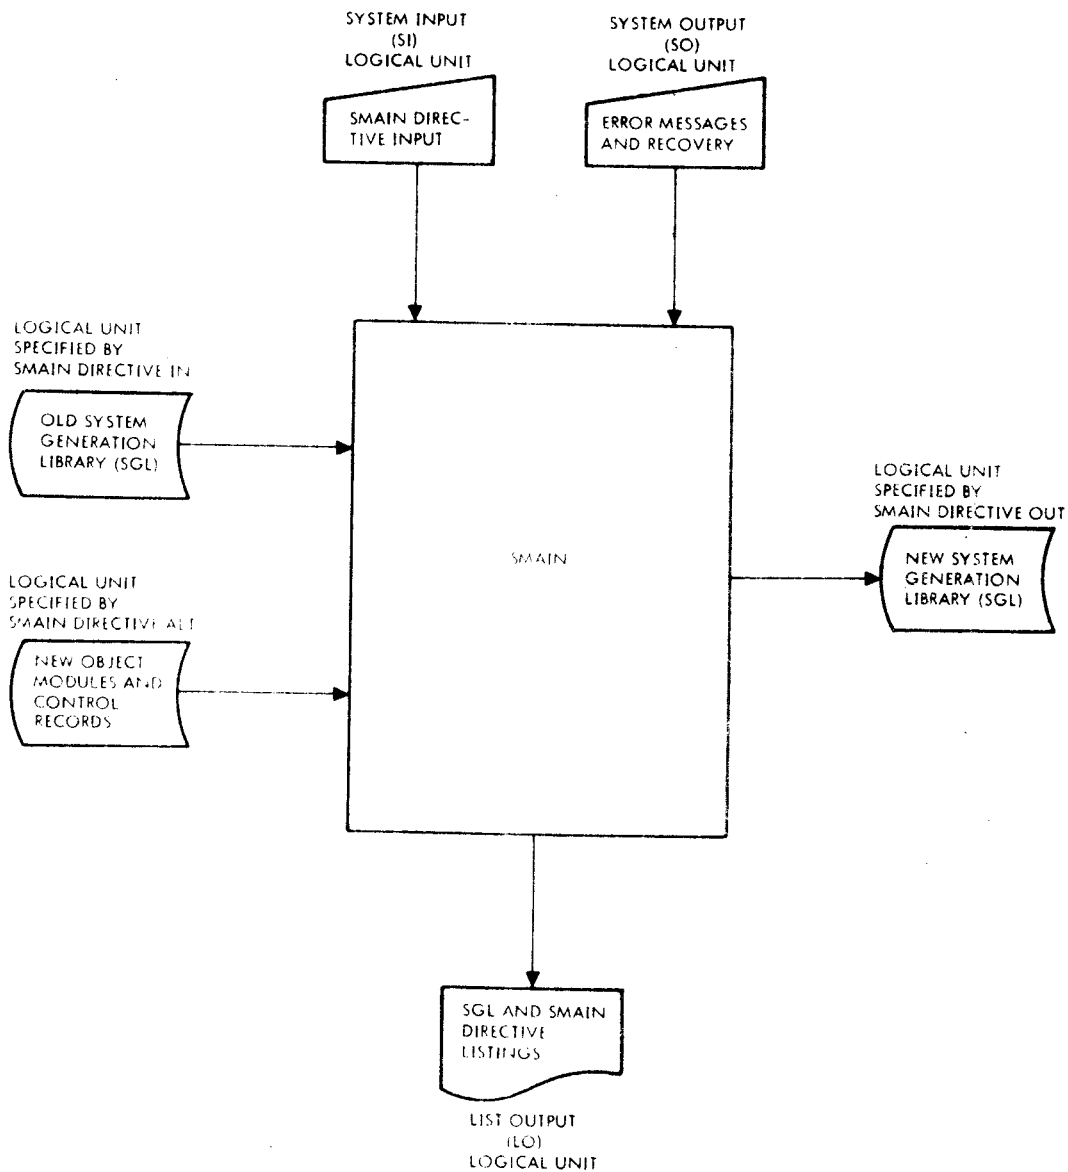 SYSTEM INPUT
(SI)
LOGICAL UNIT
SMAIN DIREC-
TIVE INPUT
SYSTEM OUTPUT
(SO)
LOGICAL UNIT
ERROR MESSAGES
AND RECOVERY
LOGICAL UNIT
SPECIFIED BY
SMAIN DIRECTIVE IN
OLD SYSTEM
GENERATION
LIBRARY (SGL)
SMAIN
LOGICAL UNIT
SPECIFIED BY
SMAIN DIRECTIVE OUT
NEW SYSTEM
GENERATION
LIBRARY (SGL)
LOGICAL UNIT
SPECIFIED BY
SMAIN DIRECTIVE ALT
NEW OBJECT
MODULES AND
CONTROL
RECORDS
SGL AND SMAIN
DIRECTIVE
LISTINGS
LIST OUTPUT
(LO)
LOGICAL UNIT